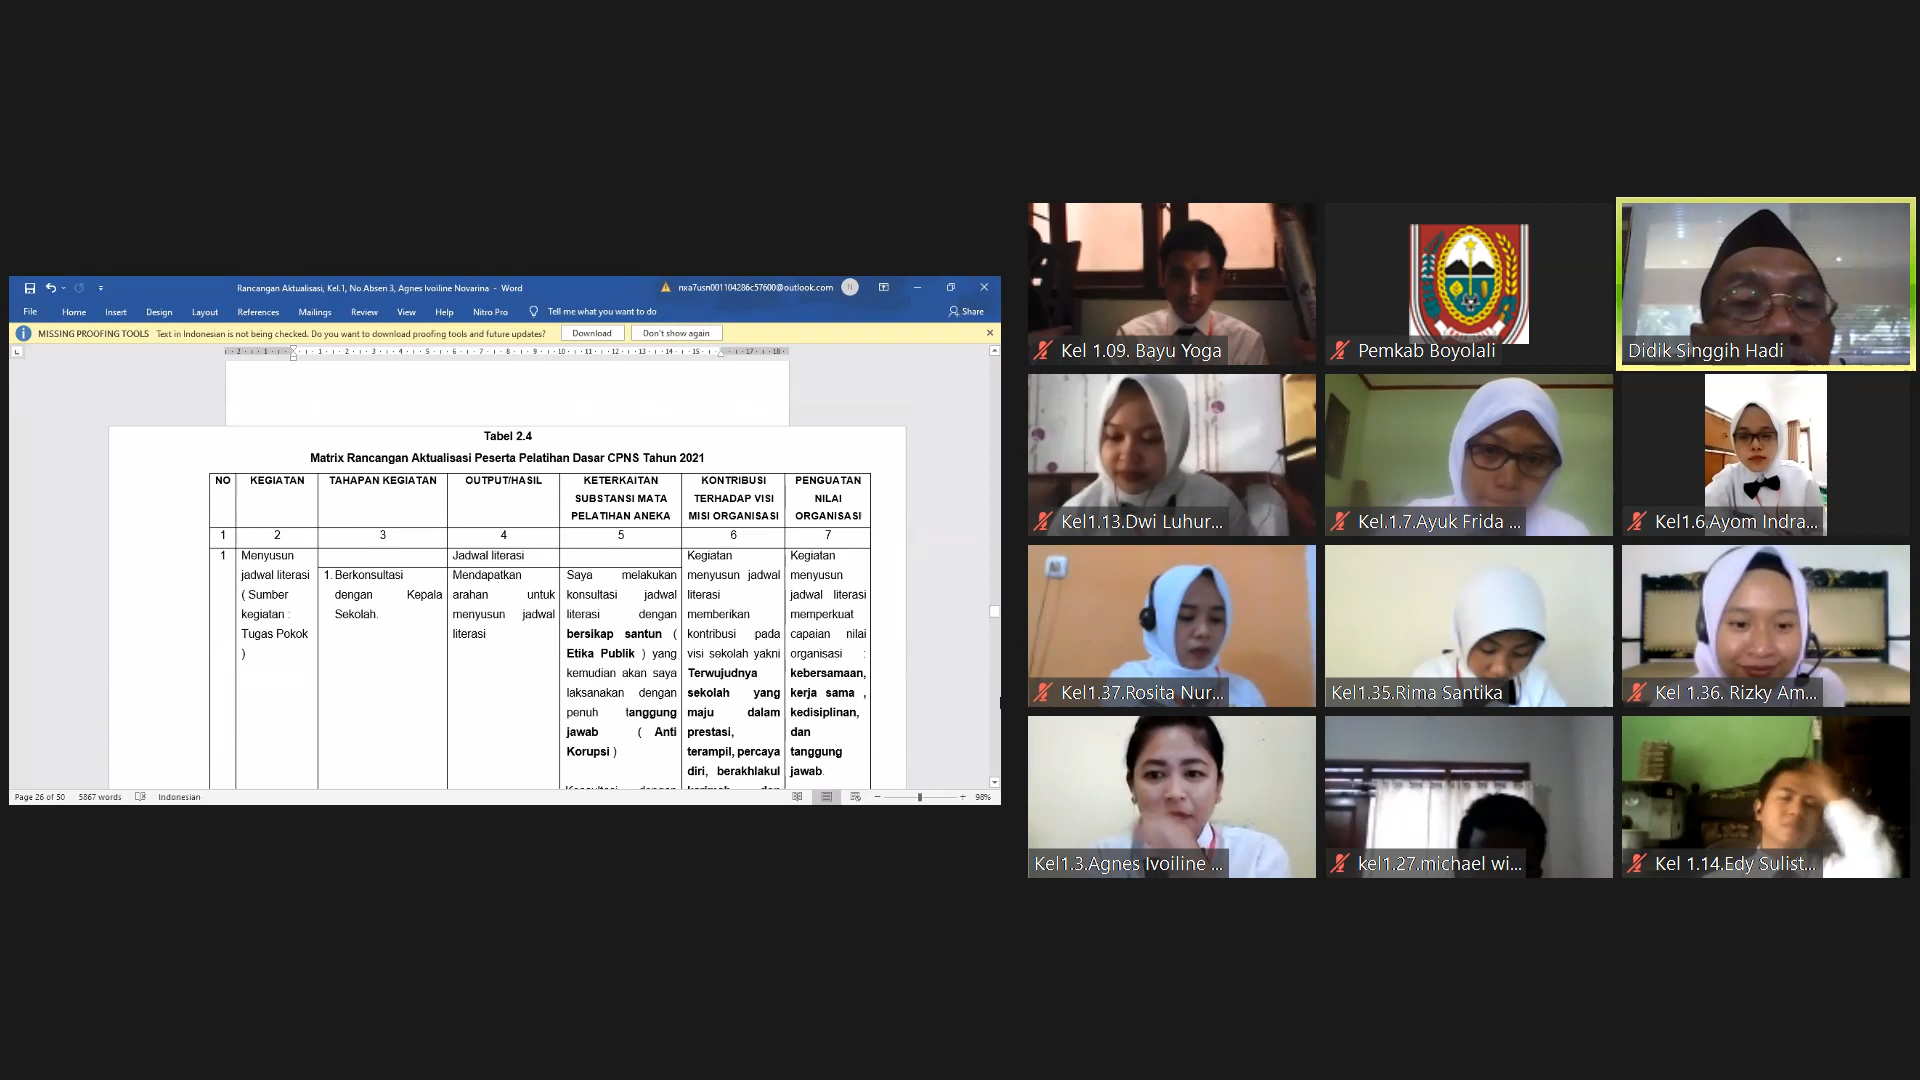 Rancangan Aktualisasi, Kel.1, No Absen 3, Agnes Ivoiline Novarina - Word
nxa7usn001104286c57600@outlook.com
N
File Home Insert Design Layout References Mailings Review View Help Nitro Pro Tell me what you want to do Share
MISSING PROOFING TOOLS Text in Indonesian is not being checked. Do you want to download proofing tools and future updates? Download Don't show again
Tabel 2.4
Matrix Rancangan Aktualisasi Peserta Pelatihan Dasar CPNS Tahun 2021
NO
KEGIATAN
TAHAPAN KEGIATAN
OUTPUT/HASIL
KETERKAITAN
SUBSTANSI MATA
PELATIHAN ANEKA
KONTRIBUSI
TERHADAP VISI
MISI ORGANISASI
PENGUATAN
NILAI
ORGANISASI
1 2 3 4 5 6 7
1
Menyusun
jadwal literasi
( Sumber
kegiatan :
Tugas Pokok
)
1. Berkonsultasi
dengan Kepala
Sekolah.
Jadwal literasi
Mendapatkan
arahan untuk
menyusun jadwal
literasi
Saya melakukan
konsultasi jadwal
literasi dengan
bersikap santun (
Etika Publik ) yang
kemudian akan saya
laksanakan dengan
penuh tanggung
jawab ( Anti
Korupsi )
Kegiatan
menyusun jadwal
literasi
memberikan
kontribusi pada
visi sekolah yakni
Terwujudnya
sekolah yang
maju dalam
prestasi,
terampil, percaya
diri, berakhlakul
Kegiatan
menyusun
jadwal literasi
memperkuat
capaian nilai
organisasi :
kebersamaan,
kerja sama ,
kedisiplinan,
dan
tanggung
jawab.
Page 26 of 50 5867 words Indonesian 98%
Kel 1.09. Bayu Yoga
Pemkab Boyolali
Didik Singgih Hadi
Kel1.13.Dwi Luhur...
Kel.1.7.Ayuk Frida ...
Kel1.6.Ayom Indra...
Kel1.37.Rosita Nur...
Kel1.35.Rima Santika
Kel 1.36. Rizky Am...
Kel1.3.Agnes Ivoiline ...
kel1.27.michael wi...
Kel 1.14.Edy Sulist...